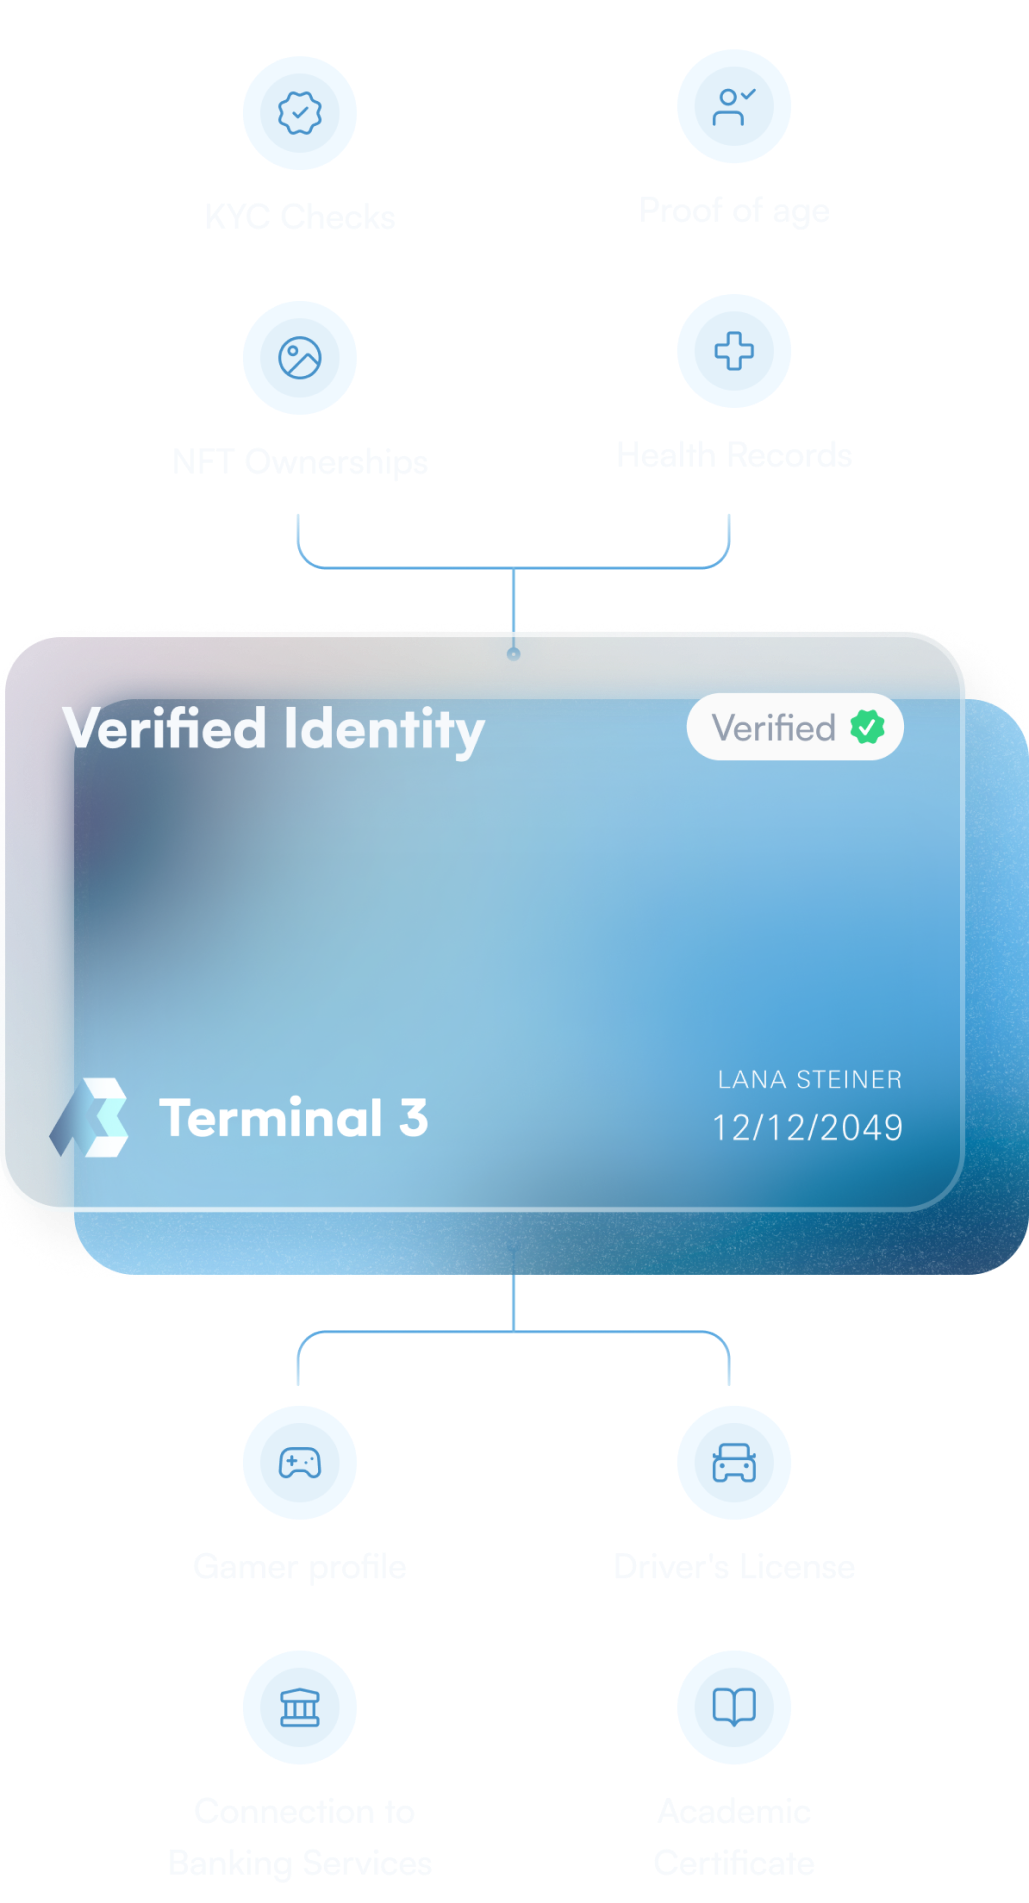 KYC Checks
Proof of age
NFT Ownerships
Health Records
Verified Identity
Verified
Terminal 3
LANA STEINER
12/12/2049
Gamer profile
Driver's License
Connection to
Banking Services
Academic
Certificate